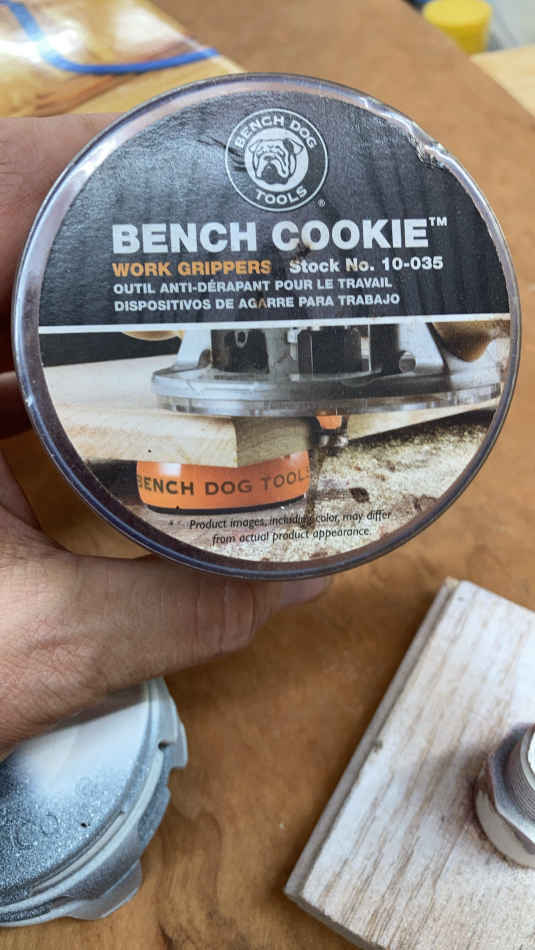 BENCH DOG
TOOLS
®
BENCH COOKIE™
WORK GRIPPERS Stock No. 10-035
OUTIL ANTI-DÉRAPANT POUR LE TRAVAIL
DISPOSITIVOS DE AGARRE PARA TRABAJO
BENCH DOG TOOLS
Product images, including color, may differ
from actual product appearance.